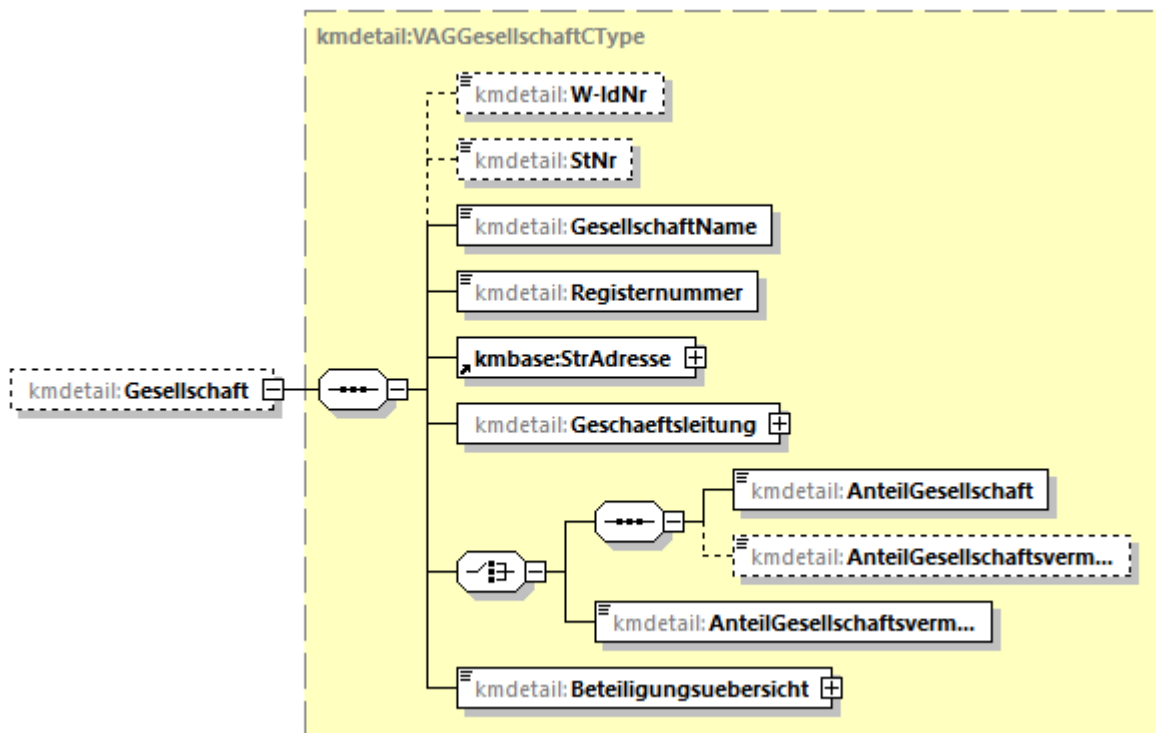 kmdetail:VAGGesellschaftCType
kmdetail:W-IdNr
kmdetail:StNr
kmdetail:GesellschaftName
kmdetail:Registernummer
kmbase:StrAdresse
kmdetail:Gesellschaft
kmdetail:Geschaeftsleitung
kmdetail:AnteilGesellschaft
kmdetail:AnteilGesellschaftsverm...
kmdetail:AnteilGesellschaftsverm...
kmdetail:Beteiligungsuebersicht